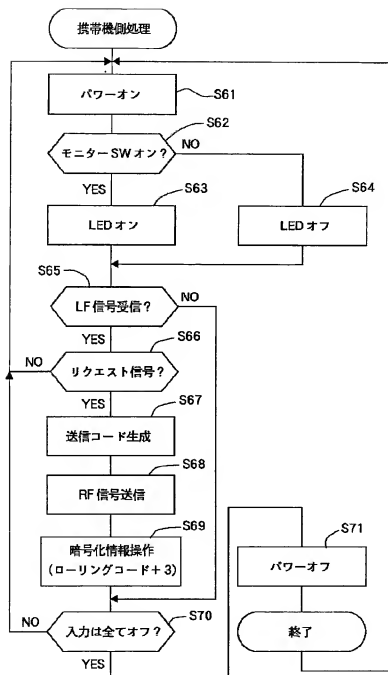 携帯機側処理
パワーオン
S61
モニターSWオン?
S62
NO
YES
S63
S64
LEDオン
LEDオフ
S65
LF信号受信?
NO
YES
S66
NO
リクエスト信号?
YES
S67
送信コード生成
S68
RF信号送信
S69
暗号化情報操作
(ローリングコード+3)
S71
パワーオフ
NO
S70
入力は全てオフ?
終了
YES